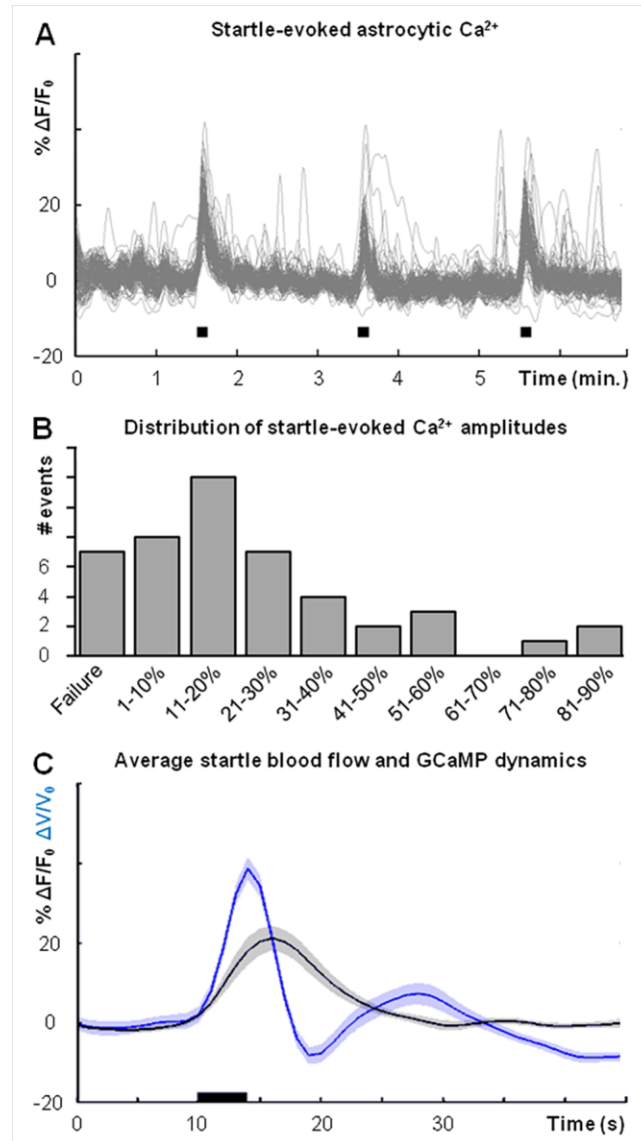 A Startle-evoked astrocytic Ca²⁺
% ΔF/F₀
20
0
-20
0 1 2 3 4 5 Time (min.)
B Distribution of startle-evoked Ca²⁺ amplitudes
# events
6
4
2
0
Failure 1-10% 11-20% 21-30% 31-40% 41-50% 51-60% 61-70% 71-80% 81-90%
C Average startle blood flow and GCaMP dynamics
% ΔF/F₀ ΔV/V₀
20
0
-20
0 10 20 30 Time (s)